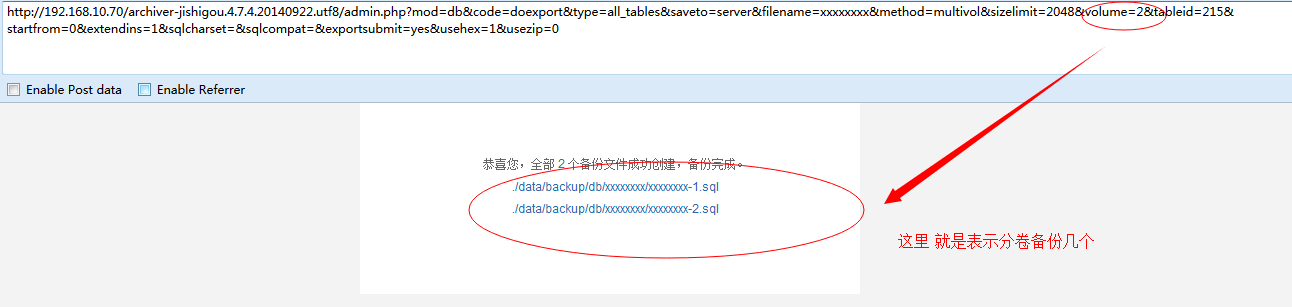 http://192.168.10.70/archiver-jishigou.4.7.4.20140922.utf8/admin.php?mod=db&code=doexport&type=all_tables&saveto=server&filename=xxxxxxxx&method=multivol&sizelimit=2048&volume=2&tableid=215&
startfrom=0&extendins=1&sqlcharset=&sqlcompat=&exportsubmit=yes&usehex=1&usezip=0
Enable Post data Enable Referrer
恭喜您，全部 2 个备份文件成功创建，备份完成。
./data/backup/db/xxxxxxxx/xxxxxxxx-1.sql
./data/backup/db/xxxxxxxx/xxxxxxxx-2.sql
这里 就是表示分卷备份几个